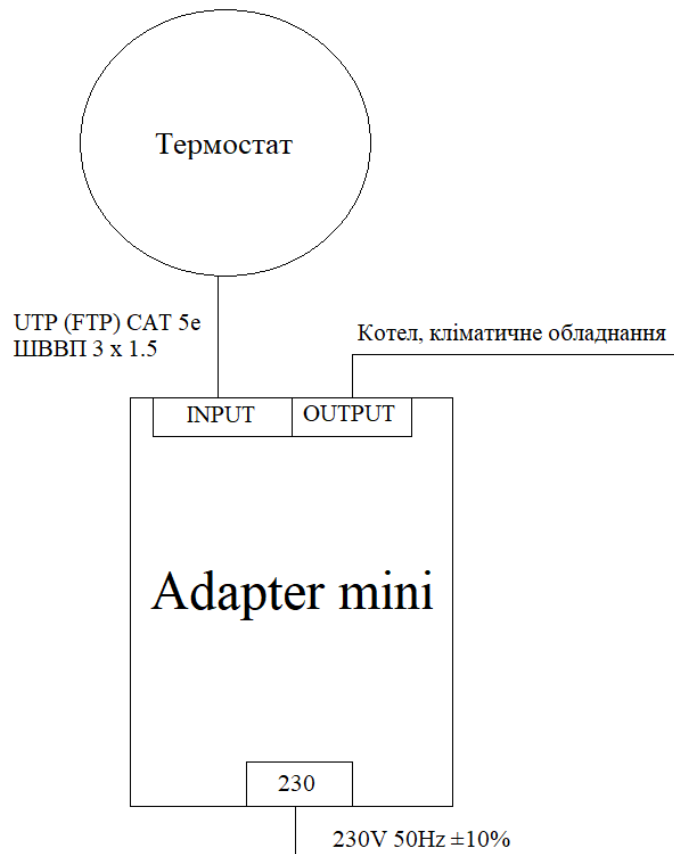 Термостат
UTP (FTP) CAT 5e
ШВВП 3 x 1.5
Котел, кліматичне обладнання
INPUT
OUTPUT
Adapter mini
230
230V 50Hz ±10%